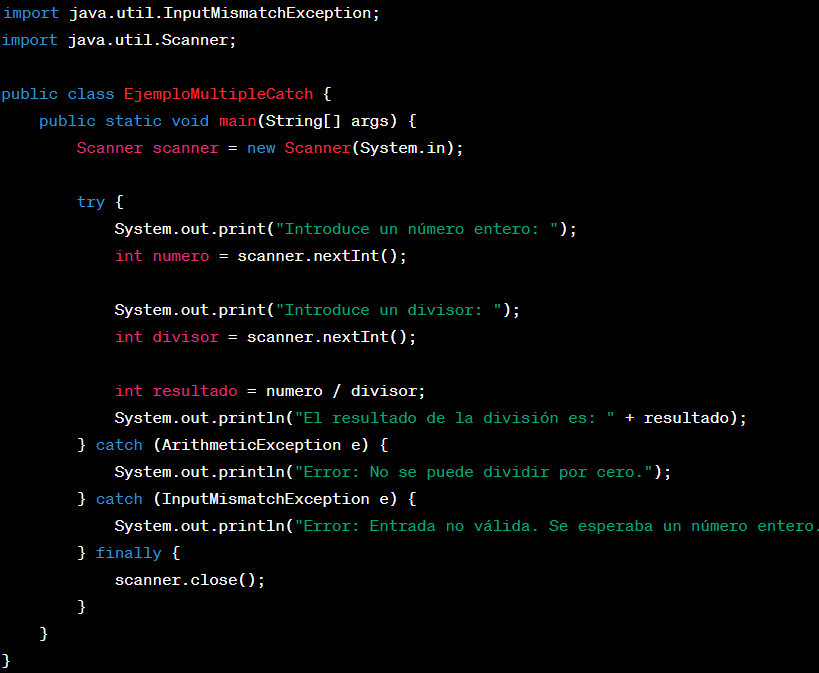 import java.util.InputMismatchException;
import java.util.Scanner;

public class EjemploMultipleCatch {
    public static void main(String[] args) {
        Scanner scanner = new Scanner(System.in);

        try {
            System.out.print("Introduce un número entero: ");
            int numero = scanner.nextInt();

            System.out.print("Introduce un divisor: ");
            int divisor = scanner.nextInt();

            int resultado = numero / divisor;
            System.out.println("El resultado de la división es: " + resultado);
        } catch (ArithmeticException e) {
            System.out.println("Error: No se puede dividir por cero.");
        } catch (InputMismatchException e) {
            System.out.println("Error: Entrada no válida. Se esperaba un número entero.
        } finally {
            scanner.close();
        }
    }
}